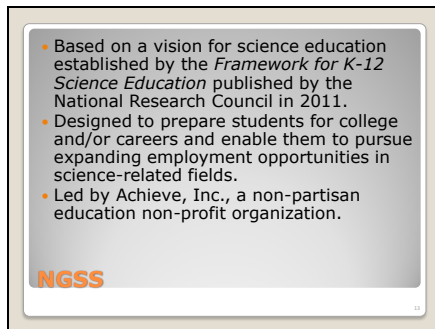 • Based on a vision for science education
established by the Framework for K-12
Science Education published by the
National Research Council in 2011.
• Designed to prepare students for college
and/or careers and enable them to pursue
expanding employment opportunities in
science-related fields.
• Led by Achieve, Inc., a non-partisan
education non-profit organization.
NGSS